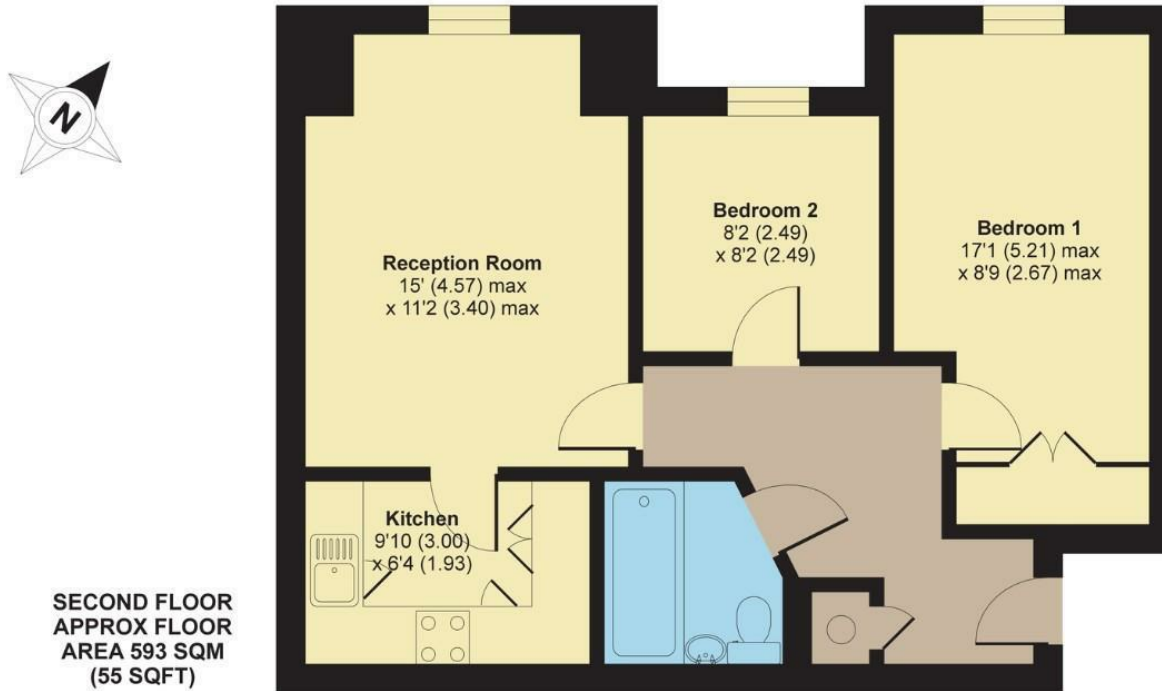 N
Reception Room
15' (4.57) max
x 11'2 (3.40) max
Bedroom 2
8'2 (2.49)
x 8'2 (2.49)
Bedroom 1
17'1 (5.21) max
x 8'9 (2.67) max
Kitchen
9'10 (3.00)
x 6'4 (1.93)
SECOND FLOOR
APPROX FLOOR
AREA 593 SQM
(55 SQFT)